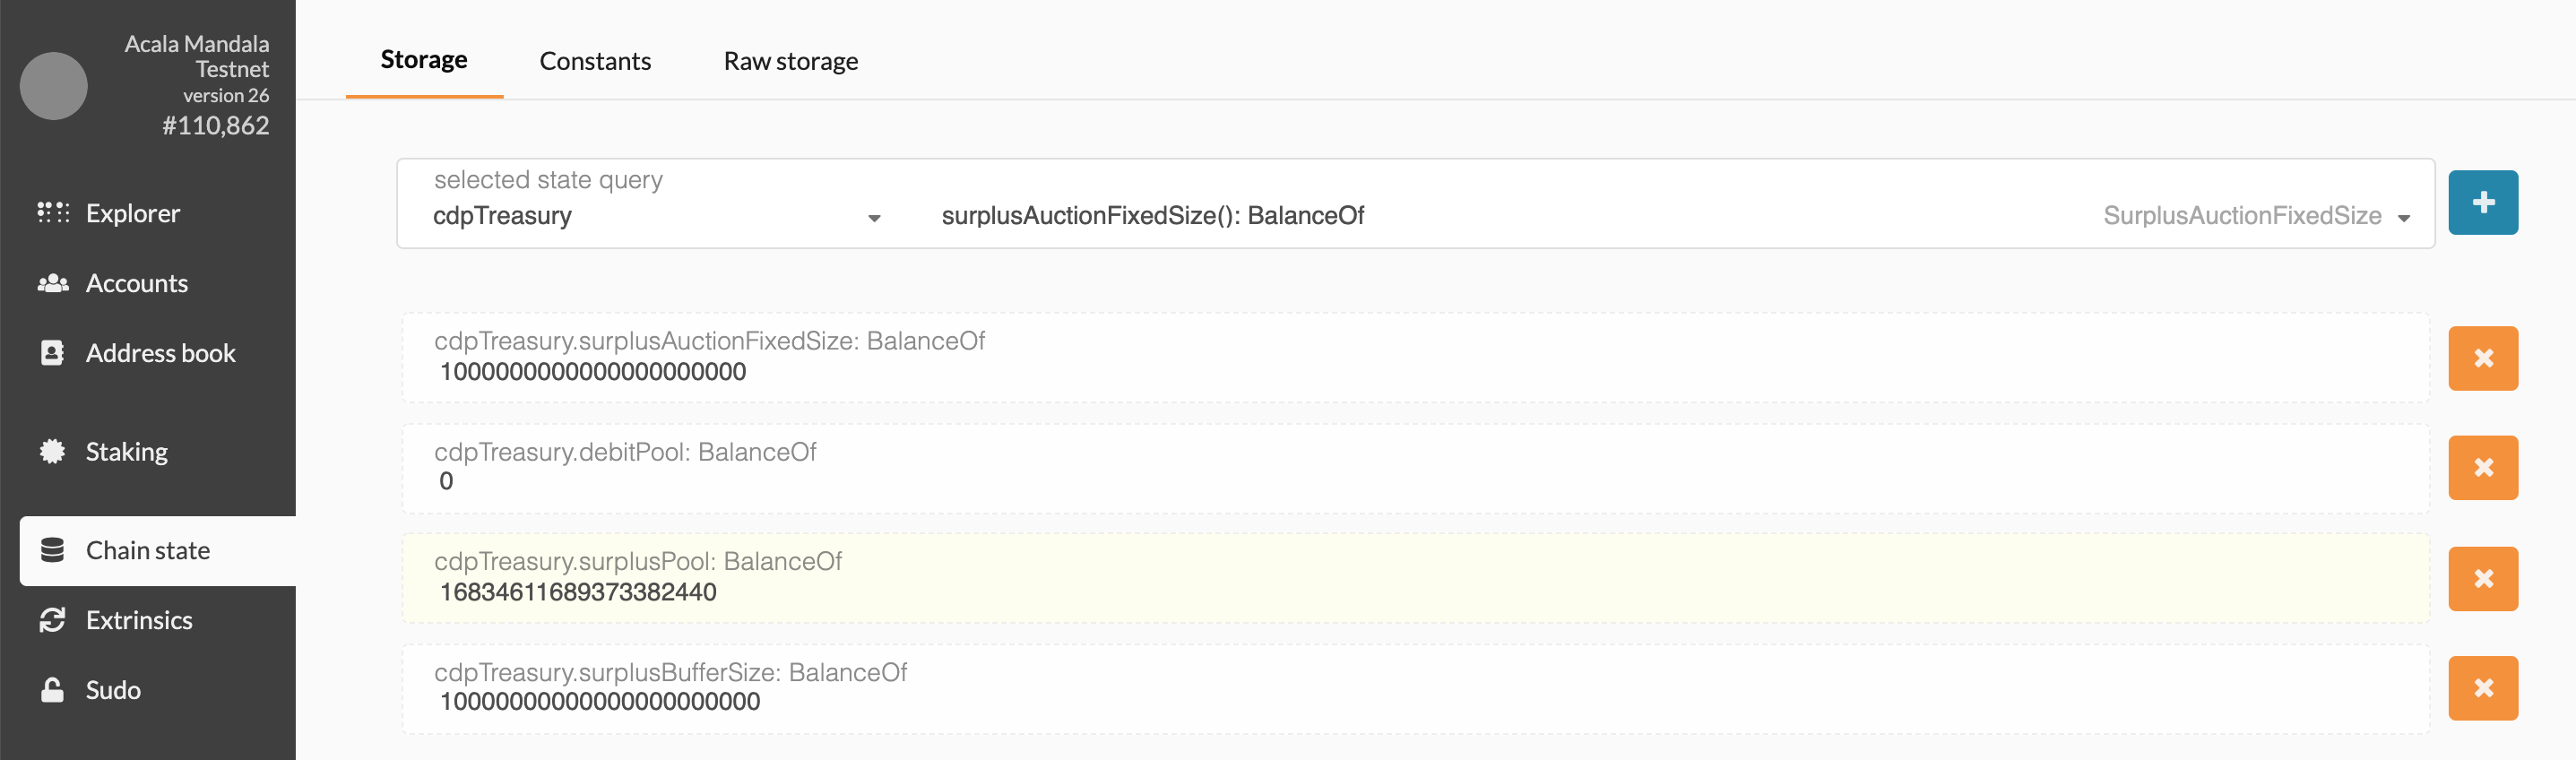 Acala Mandala
Testnet
version 26
#110,862
Explorer
Accounts
Address book
Staking
Chain state
Extrinsics
Sudo
Storage
Constants
Raw storage
selected state query
cdpTreasury
surplusAuctionFixedSize(): BalanceOf
SurplusAuctionFixedSize
cdpTreasury.surplusAuctionFixedSize: BalanceOf
1000000000000000000000
cdpTreasury.debitPool: BalanceOf
0
cdpTreasury.surplusPool: BalanceOf
16834611689373382440
cdpTreasury.surplusBufferSize: BalanceOf
10000000000000000000000